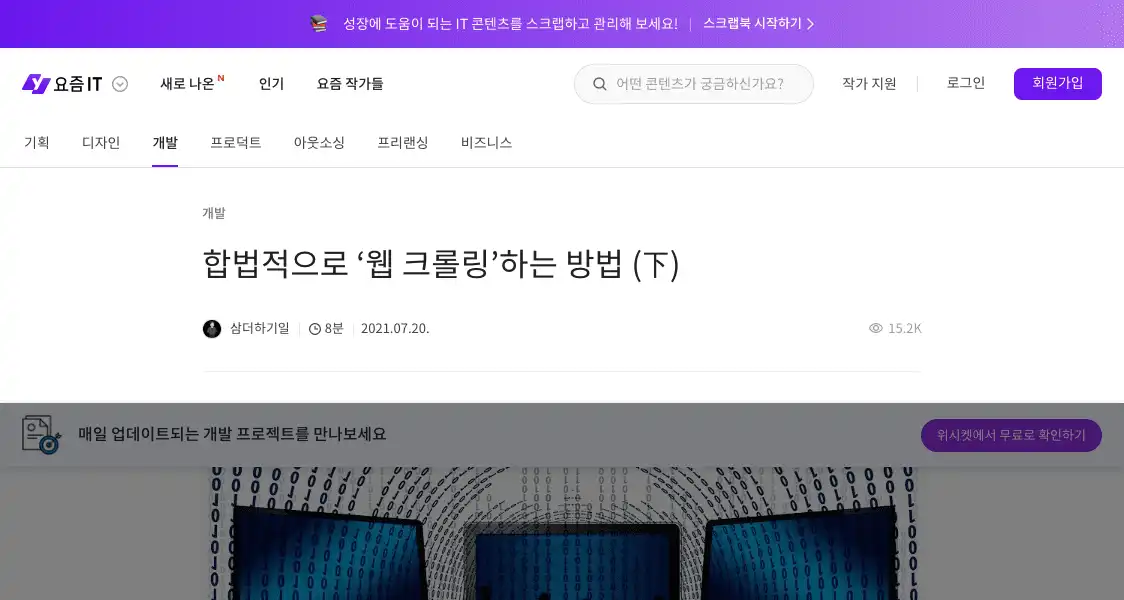 성장에 도움이 되는 IT 콘텐츠를 스크랩하고 관리해 보세요! | 스크랩북 시작하기 >
요즘IT 새로 나온 N 인기 요즘 작가들 어떤 콘텐츠가 궁금하신가요? 작가 지원 로그인 회원가입
기획 디자인 개발 프로덕트 아웃소싱 프리랜싱 비즈니스
개발
합법적으로 ‘웹 크롤링’하는 방법 (下)
삼더하기일 8분 2021.07.20. 15.2K
매일 업데이트되는 개발 프로젝트를 만나보세요 위시켓에서 무료로 확인하기